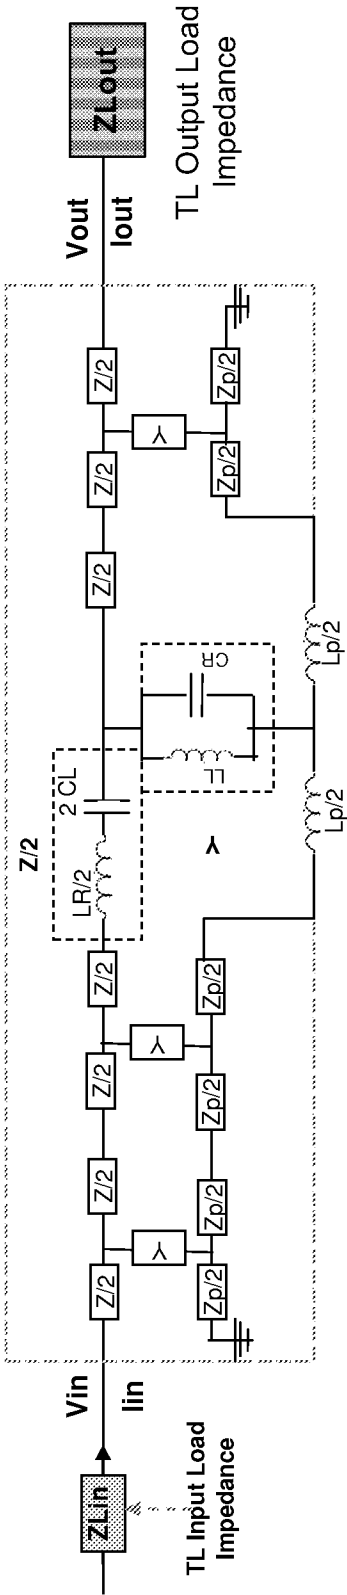 ZLin
TL Input Load
Impedance
Vin
Iin
Z/2
Y
Zp/2
Z/2
Zp/2
Z/2
Y
Zp/2
Z/2
Zp/2
Z/2
LR/2
2 CL
Y
LL
CR
Lp/2
Lp/2
Z/2
Z/2
Y
Zp/2
Z/2
Zp/2
Vout
Iout
ZLout
TL Output Load
Impedance